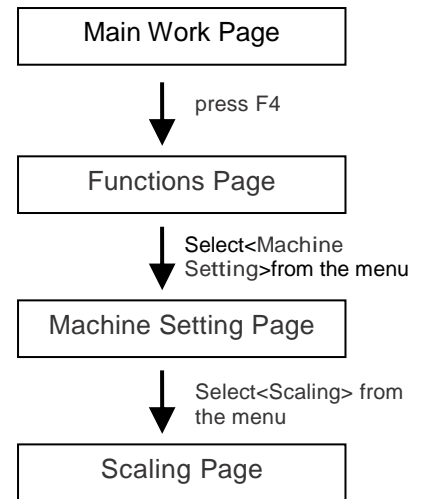 Main Work Page
press F4
Functions Page
Select<Machine
Setting>from the menu
Machine Setting Page
Select<Scaling> from
the menu
Scaling Page